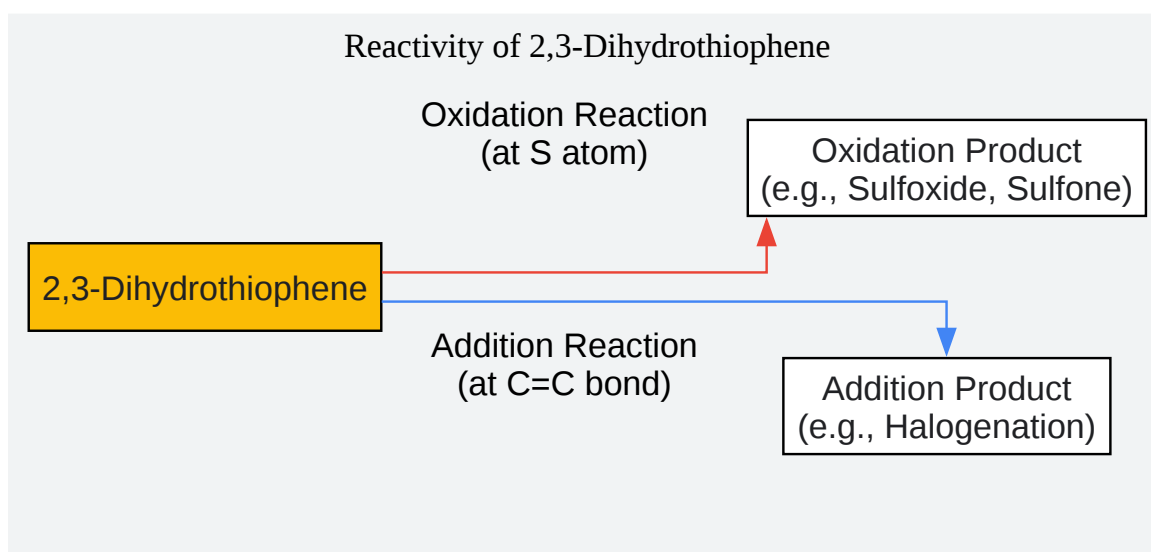 Reactivity of 2,3-Dihydrothiophene
Oxidation Reaction
(at S atom)
Oxidation Product
(e.g., Sulfoxide, Sulfone)
2,3-Dihydrothiophene
Addition Reaction
(at C=C bond)
Addition Product
(e.g., Halogenation)